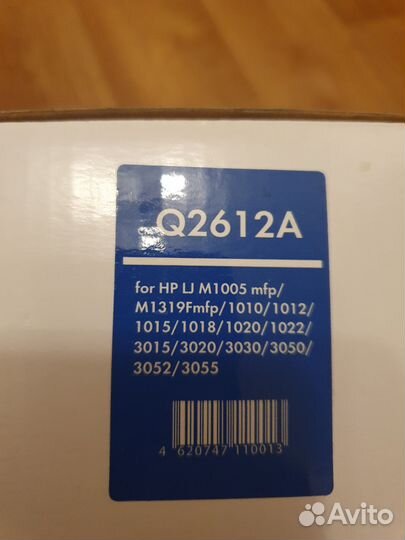 Q2612A
for HP LJ M1005 mfp/
M1319Fmfp/1010/1012/
1015/1018/1020/1022/
3015/3020/3030/3050/
3052/3055
4 620747 110013
Avito